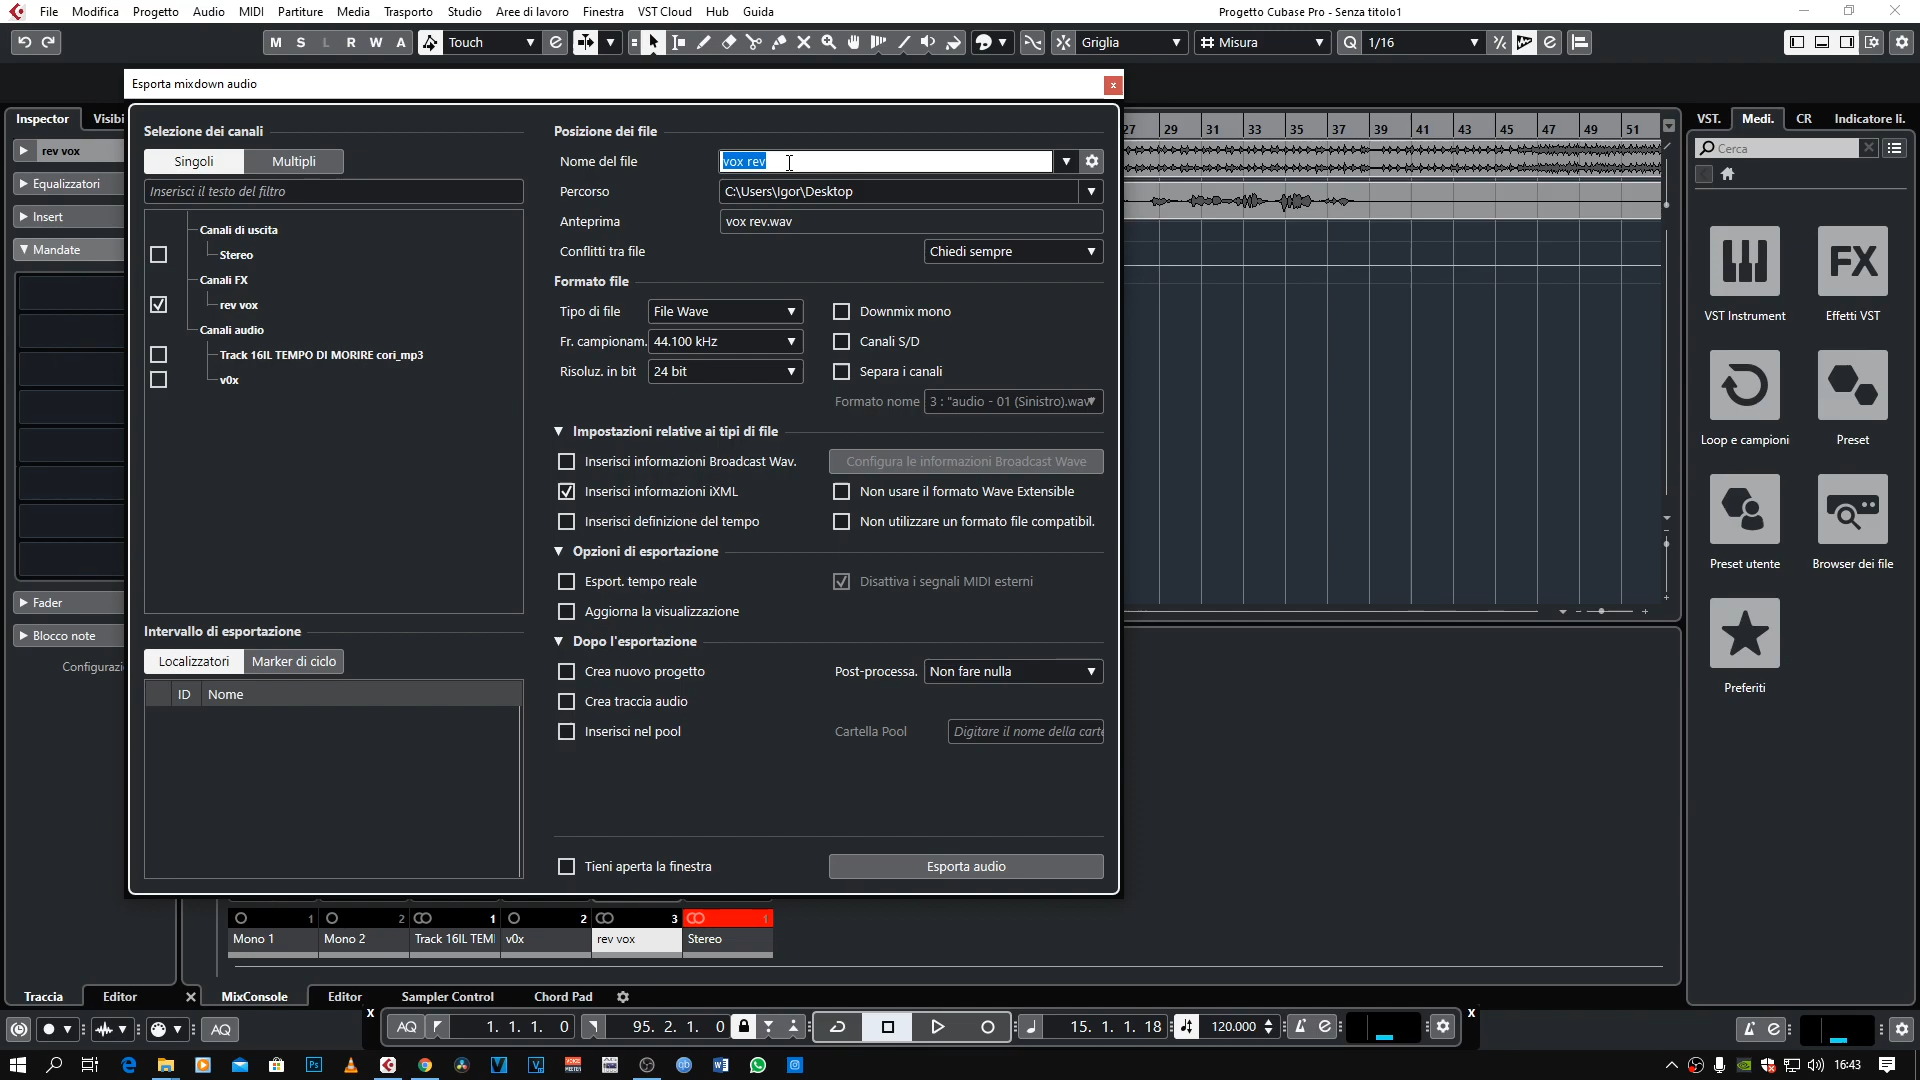 File Modifica Progetto Audio MIDI Partiture Media Trasporto Studio Aree di lavoro Finestra VST Cloud Hub Guida Progetto Cubase Pro - Senza titolo1
M S L R W A Touch Griglia Misura Q 1/16
Esporta mixdown audio x
Inspector Visibi
rev vox
Equalizzatori
Insert
Mandate
Fader
Blocco note
Configurazi
Selezione dei canali
Singoli Multipli
Inserisci il testo del filtro
Canali di uscita
Stereo
Canali FX
rev vox
Canali audio
Track 16IL TEMPO DI MORIRE cori_mp3
v0x
Intervallo di esportazione
Localizzatori Marker di ciclo
ID Nome
Posizione dei file
Nome del file vox rev
Percorso C:\Users\Igor\Desktop
Anteprima vox rev.wav
Conflitti tra file Chiedi sempre
Formato file
Tipo di file File Wave Downmix mono
Fr. campionam. 44.100 kHz Canali S/D
Risoluz. in bit 24 bit Separa i canali
Formato nome 3 : "audio - 01 (Sinistro).wav"
Impostazioni relative ai tipi di file
Inserisci informazioni Broadcast Wav. Configura le informazioni Broadcast Wave
Inserisci informazioni iXML Non usare il formato Wave Extensible
Inserisci definizione del tempo Non utilizzare un formato file compatibil.
Opzioni di esportazione
Esport. tempo reale Disattiva i segnali MIDI esterni
Aggiorna la visualizzazione
Dopo l'esportazione
Crea nuovo progetto Post-processa. Non fare nulla
Crea traccia audio
Inserisci nel pool Cartella Pool Digitare il nome della carte
Tieni aperta la finestra Esporta audio
27 29 31 33 35 37 39 41 43 45 47 49 51
VST. Medi. CR Indicatore li.
Cerca
VST Instrument FX Effetti VST
Loop e campioni Preset
Preset utente Browser dei file
Preferiti
1 2 1 2 3 1
Mono 1 Mono 2 Track 16IL TEMI v0x rev vox Stereo
Traccia Editor MixConsole Editor Sampler Control Chord Pad
AQ AQ 1. 1. 1. 0 95. 2. 1. 0 15. 1. 1. 18 120.000
16:43